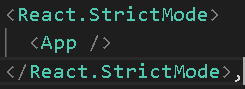 <React.StrictMode>
  <App />
</React.StrictMode>,